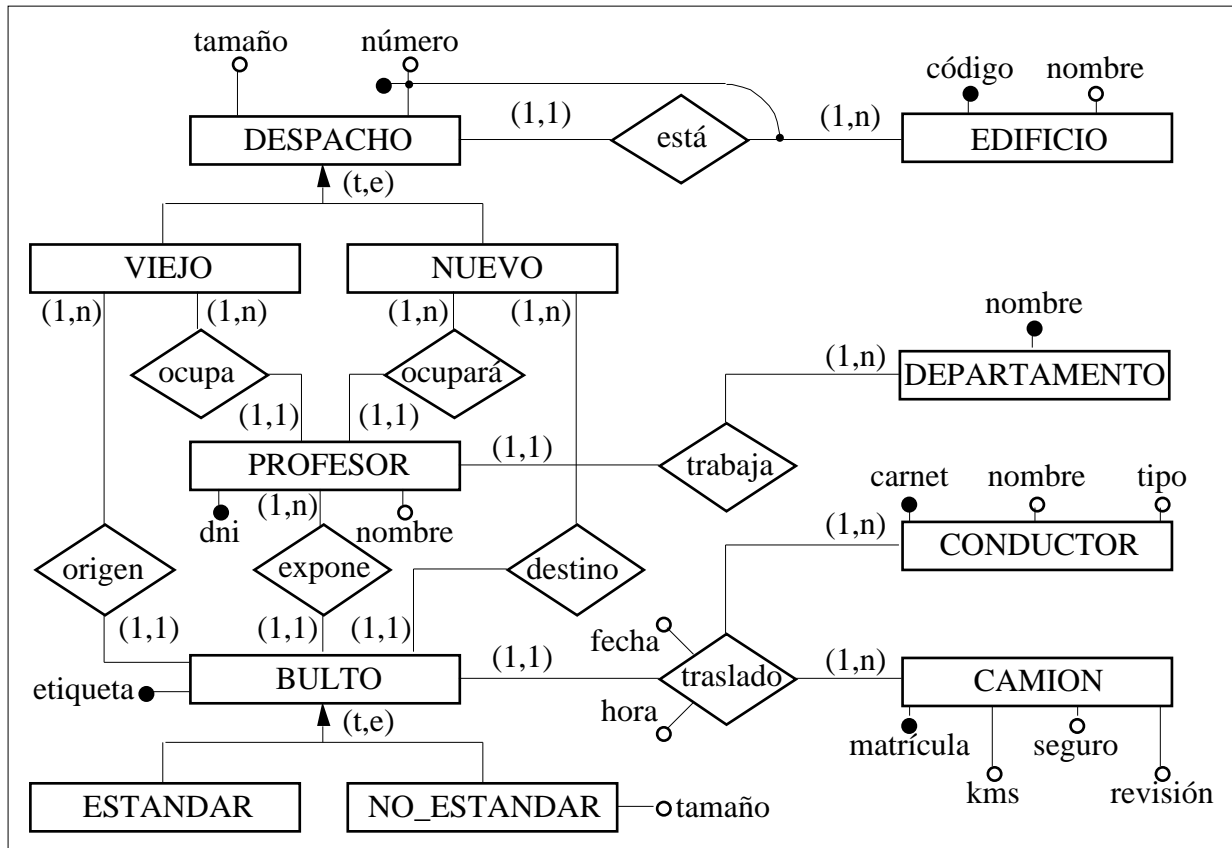 tamaño número código nombre
DESPACHO (1,1) está (1,n) EDIFICIO
(t,e)
VIEJO NUEVO
(1,n) (1,n) (1,n) (1,n) nombre
ocupa ocupará (1,n) DEPARTAMENTO
(1,1) (1,1)
PROFESOR (1,1) trabaja carnet nombre tipo
dni (1,n) nombre (1,n) CONDUCTOR
origen expone destino
(1,1) (1,1) (1,1) fecha
BULTO (1,1) traslado (1,n) CAMION
etiqueta hora matrícula seguro
(t,e) kms revisión
ESTANDAR NO_ESTANDAR tamaño